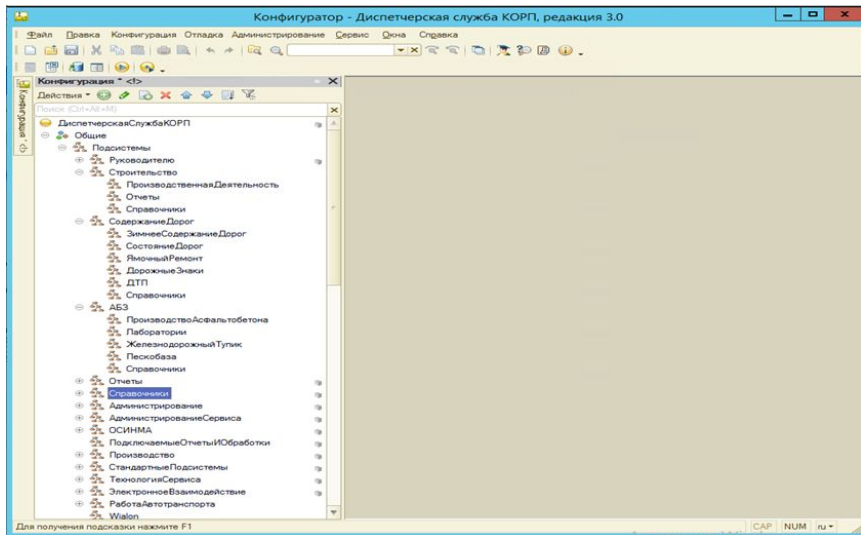 Конфигуратор - Диспетчерская служба КОРП, редакция 3.0
Файл Правка Конфигурация Отладка Администрирование Сервис Окна Справка
Конфигурация * <!>
Конфигурация * <!>
Действия
Поиск (Ctrl+Alt+M)
ДиспетчерскаяСлужбаКОРП
Общие
Подсистемы
Руководителю
Строительство
ПроизводственнаяДеятельность
Отчеты
Справочники
СодержаниеДорог
ЗимнееСодержаниеДорог
СостояниеДорог
ЯмочныйРемонт
ДорожныеЗнаки
ДТП
Справочники
АБЗ
ПроизводствоАсфальтобетона
Лаборатории
ЖелезнодорожныйТупик
Пескобаза
Справочники
Отчеты
Справочники
Администрирование
АдминистрированиеСервиса
ОСИНМА
ПодключаемыеОтчетыИОбработки
Производство
СтандартныеПодсистемы
ТехнологияСервиса
ЭлектронноеВзаимодействие
РаботаАвтотранспорта
Wialon
Для получения подсказки нажмите F1
CAP NUM ru